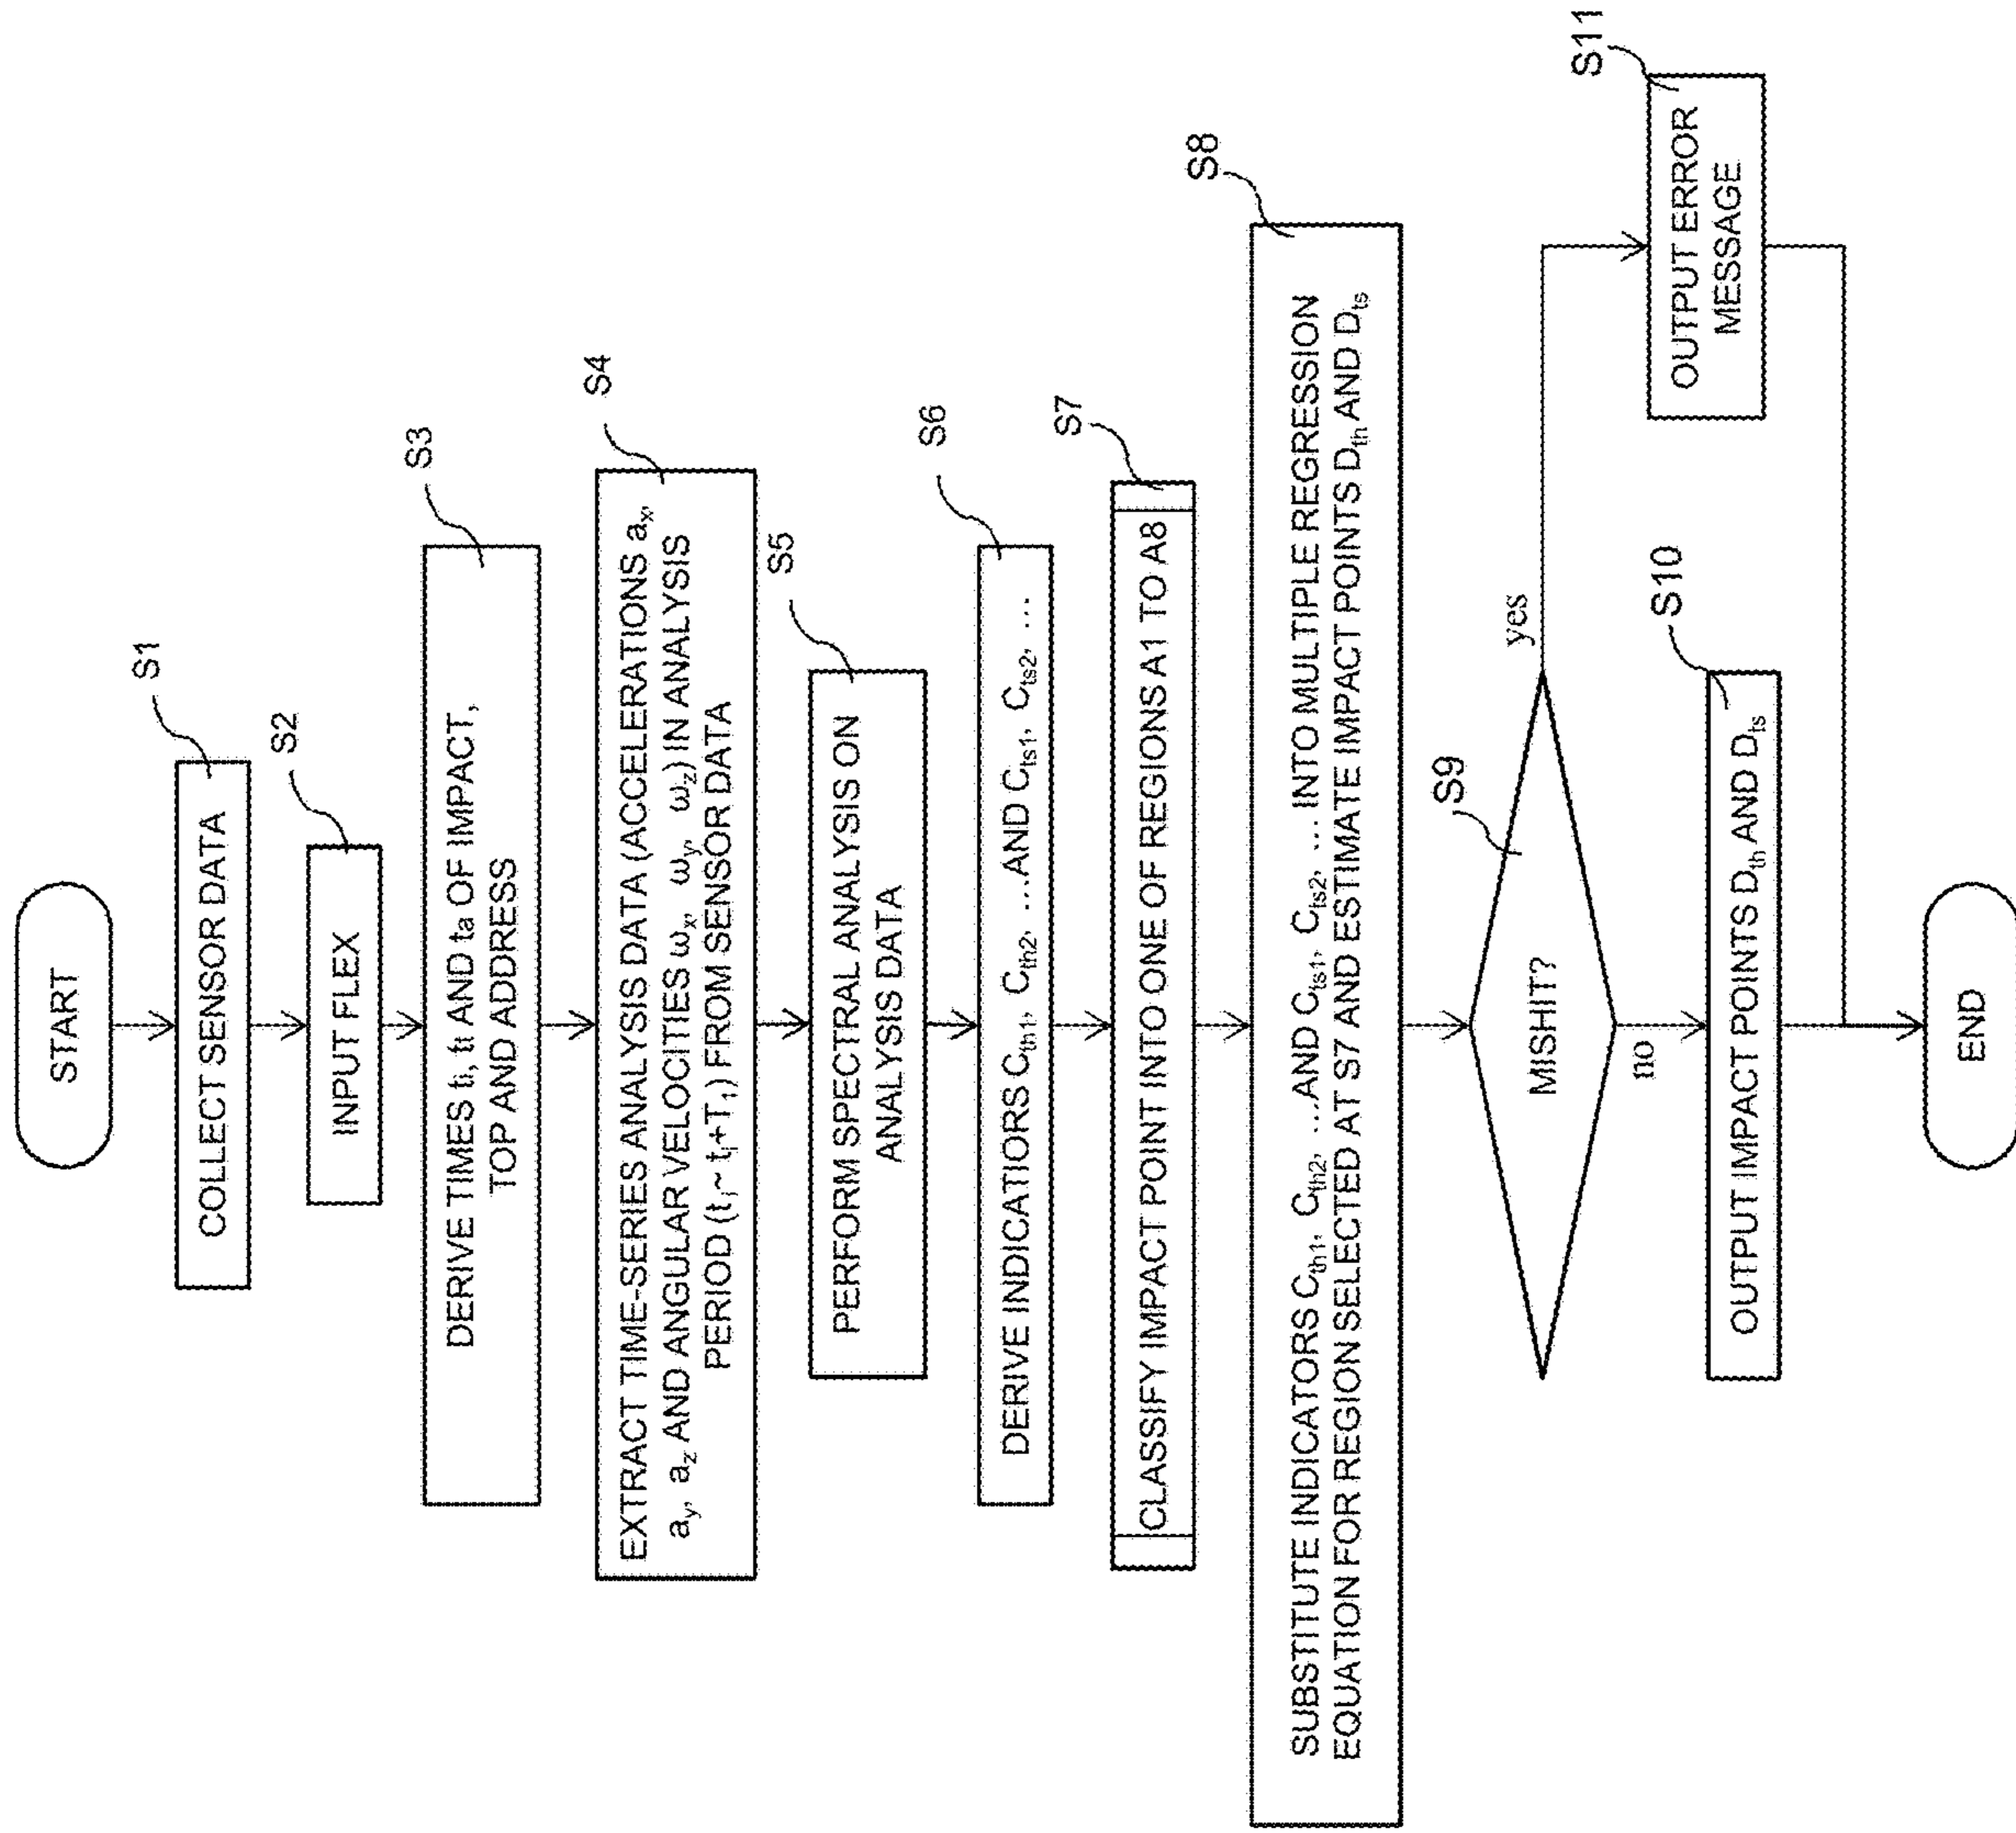 START
S1
COLLECT SENSOR DATA
S2
INPUT FLEX
S3
DERIVE TIMES ti, tt AND ta OF IMPACT,
TOP AND ADDRESS
S4
EXTRACT TIME-SERIES ANALYSIS DATA (ACCELERATIONS ax,
ay, az AND ANGULAR VELOCITIES ωx, ωy, ωz) IN ANALYSIS
PERIOD (ti ~ ti+T1) FROM SENSOR DATA
S5
PERFORM SPECTRAL ANALYSIS ON
ANALYSIS DATA
S6
DERIVE INDICATIORS Cth1, Cth2, ...AND Cts1, Cts2, ...
S7
CLASSIFY IMPACT POINT INTO ONE OF REGIONS A1 TO A8
S8
SUBSTITUTE INDICATORS Cth1, Cth2, ...AND Cts1, Cts2, ... INTO MULTIPLE REGRESSION
EQUATION FOR REGION SELECTED AT S7 AND ESTIMATE IMPACT POINTS Dth AND Dts
S9
MISHIT?
yes
no
S10
OUTPUT IMPACT POINTS Dth AND Dts
S11
OUTPUT ERROR
MESSAGE
END